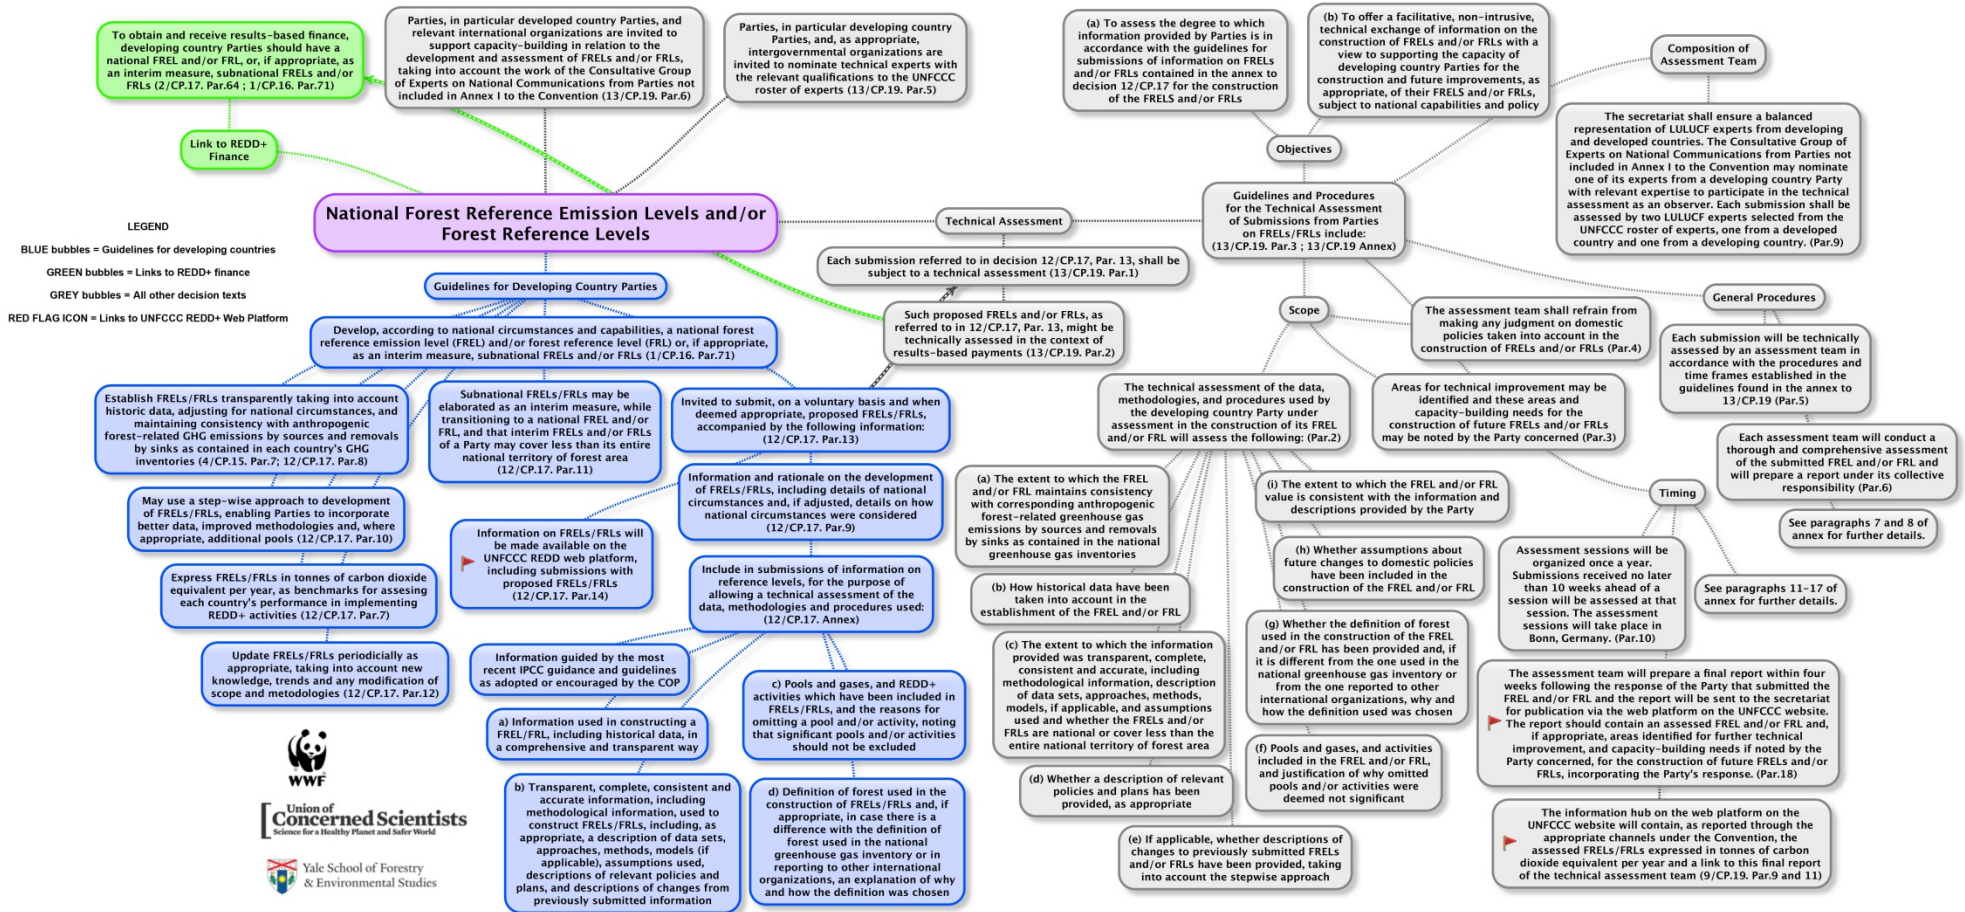 To obtain and receive results-based finance,
developing country Parties should have a
national FREL and/or FRL, or, if appropriate, as
an interim measure, subnational FRELs and/or
FRLs (2/CP.17. Par.64 ; 1/CP.16. Par.71)
Link to REDD+
Finance
Parties, in particular developed country Parties, and
relevant international organizations are invited to
support capacity-building in relation to the
development and assessment of FRELs and/or FRLs,
taking into account the work of the Consultative Group
of Experts on National Communications from Parties not
included in Annex I to the Convention (13/CP.19. Par.6)
Parties, in particular developing country
Parties, and, as appropriate,
intergovernmental organizations are
invited to nominate technical experts with
the relevant qualifications to the UNFCCC
roster of experts (13/CP.19. Par.5)
National Forest Reference Emission Levels and/or
Forest Reference Levels
LEGEND
BLUE bubbles = Guidelines for developing countries
GREEN bubbles = Links to REDD+ finance
GREY bubbles = All other decision texts
RED FLAG ICON = Links to UNFCCC REDD+ Web Platform
Guidelines for Developing Country Parties
Develop, according to national circumstances and capabilities, a national forest
reference emission level (FREL) and/or forest reference level (FRL) or, if appropriate,
as an interim measure, subnational FRELs and/or FRLs (1/CP.16. Par.71)
Establish FRELs/FRLs transparently taking into account
historic data, adjusting for national circumstances, and
maintaining consistency with anthropogenic
forest-related GHG emissions by sources and removals
by sinks as contained in each country's GHG
inventories (4/CP.15. Par.7; 12/CP.17. Par.8)
May use a step-wise approach to development
of FRELs/FRLs, enabling Parties to incorporate
better data, improved methodologies and, where
appropriate, additional pools (12/CP.17. Par.10)
Express FRELs/FRLs in tonnes of carbon dioxide
equivalent per year, as benchmarks for assesing
each country's performance in implementing
REDD+ activities (12/CP.17. Par.7)
Update FRELs/FRLs periodicially as
appropriate, taking into account new
knowledge, trends and any modification of
scope and metodologies (12/CP.17. Par.12)
Subnational FRELs/FRLs may be
elaborated as an interim measure, while
transitioning to a national FREL and/or
FRL, and that interim FRELs and/or FRLs
of a Party may cover less than its entire
national territory of forest area
(12/CP.17. Par.11)
Invited to submit, on a voluntary basis and when
deemed appropriate, proposed FRELs/FRLs,
accompanied by the following information:
(12/CP.17. Par.13)
Information and rationale on the development
of FRELs/FRLs, including details of national
circumstances and, if adjusted, details on how
national circumstances were considered
(12/CP.17. Par.9)
Information on FRELs/FRLs will
be made available on the
UNFCCC REDD web platform,
including submissions with
proposed FRELs/FRLs
(12/CP.17. Par.14)
Include in submissions of information on
reference levels, for the purpose of
allowing a technical assessment of the
data, methodologies and procedures used:
(12/CP.17. Annex)
Information guided by the most
recent IPCC guidance and guidelines
as adopted or encouraged by the COP
a) Information used in constructing a
FREL/FRL, including historical data, in
a comprehensive and transparent way
b) Transparent, complete, consistent and
accurate information, including
methodological information, used to
construct FRELs/FRLs, including, as
appropriate, a description of data sets,
approaches, methods, models (if
applicable), assumptions used,
descriptions of relevant policies and
plans, and descriptions of changes from
previously submitted information
c) Pools and gases, and REDD+
activities which have been included in
FRELs/FRLs, and the reasons for
omitting a pool and/or activity, noting
that significant pools and/or activities
should not be excluded
d) Definition of forest used in the
construction of FRELs/FRLs and, if
appropriate, in case there is a
difference with the definition of
forest used in the national
greenhouse gas inventory or in
reporting to other international
organizations, an explanation of why
and how the definition was chosen
WWF
Union of
Concerned Scientists
Science for a Healthy Planet and Safer World
Yale School of Forestry
& Environmental Studies
Technical Assessment
Each submission referred to in decision 12/CP.17, Par. 13, shall be
subject to a technical assessment (13/CP.19. Par.1)
Such proposed FRELs and/or FRLs, as
referred to in 12/CP.17, Par. 13, might be
technically assessed in the context of
results-based payments (13/CP.19. Par.2)
(a) To assess the degree to which
information provided by Parties is in
accordance with the guidelines for
submissions of information on FRELs
and/or FRLs contained in the annex to
decision 12/CP.17 for the construction
of the FRELS and/or FRLs
(b) To offer a facilitative, non-intrusive,
technical exchange of information on the
construction of FRELs and/or FRLs with a
view to supporting the capacity of
developing country Parties for the
construction and future improvements, as
appropriate, of their FRELS and/or FRLs,
subject to national capabilities and policy
Objectives
Composition of
Assessment Team
The secretariat shall ensure a balanced
representation of LULUCF experts from developing
and developed countries. The Consultative Group of
Experts on National Communications from Parties not
included in Annex I to the Convention may nominate
one of its experts from a developing country Party
with relevant expertise to participate in the technical
assessment as an observer. Each submission shall be
assessed by two LULUCF experts selected from the
UNFCCC roster of experts, one from a developed
country and one from a developing country. (Par.9)
Guidelines and Procedures
for the Technical Assessment
of Submissions from Parties
on FRELs/FRLs include:
(13/CP.19. Par.3 ; 13/CP.19 Annex)
Scope
The assessment team shall refrain from
making any judgment on domestic
policies taken into account in the
construction of FRELs and/or FRLs (Par.4)
General Procedures
Each submission will be technically
assessed by an assessment team in
accordance with the procedures and
time frames established in the
guidelines found in the annex to
13/CP.19 (Par.5)
Each assessment team will conduct a
thorough and comprehensive assessment
of the submitted FREL and/or FRL and
will prepare a report under its collective
responsibility (Par.6)
See paragraphs 7 and 8 of
annex for further details.
The technical assessment of the data,
methodologies, and procedures used by
the developing country Party under
assessment in the construction of its FREL
and/or FRL will assess the following: (Par.2)
Areas for technical improvement may be
identified and these areas and
capacity-building needs for the
construction of future FRELs and/or FRLs
may be noted by the Party concerned (Par.3)
(a) The extent to which the FREL
and/or FRL maintains consistency
with corresponding anthropogenic
forest-related greenhouse gas
emissions by sources and removals
by sinks as contained in the national
greenhouse gas inventories
(b) How historical data have been
taken into account in the
establishment of the FREL and/or FRL
(c) The extent to which the information
provided was transparent, complete,
consistent and accurate, including
methodological information, description
of data sets, approaches, methods,
models, if applicable, and assumptions
used and whether the FRELs and/or
FRLs are national or cover less than the
entire national territory of forest area
(d) Whether a description of relevant
policies and plans has been
provided, as appropriate
(e) If applicable, whether descriptions of
changes to previously submitted FRELs
and/or FRLs have been provided, taking
into account the stepwise approach
(i) The extent to which the FREL and/or FRL
value is consistent with the information and
descriptions provided by the Party
(h) Whether assumptions about
future changes to domestic policies
have been included in the
construction of the FREL and/or FRL
(g) Whether the definition of forest
used in the construction of the FREL
and/or FRL has been provided and, if
it is different from the one used in the
national greenhouse gas inventory or
from the one reported to other
international organizations, why and
how the definition used was chosen
(f) Pools and gases, and activities
included in the FREL and/or FRL,
and justification of why omitted
pools and/or activities were
deemed not significant
Timing
Assessment sessions will be
organized once a year.
Submissions received no later
than 10 weeks ahead of a
session will be assessed at that
session. The assessment
sessions will take place in
Bonn, Germany. (Par.10)
See paragraphs 11-17 of
annex for further details.
The assessment team will prepare a final report within four
weeks following the response of the Party that submitted the
FREL and/or FRL and the report will be sent to the secretariat
for publication via the web platform on the UNFCCC website.
The report should contain an assessed FREL and/or FRL and,
if appropriate, areas identified for further technical
improvement, and capacity-building needs if noted by the
Party concerned, for the construction of future FRELs and/or
FRLs, incorporating the Party's response. (Par.18)
The information hub on the web platform on the
UNFCCC website will contain, as reported through the
appropriate channels under the Convention, the
assessed FRELs/FRLs expressed in tonnes of carbon
dioxide equivalent per year and a link to this final report
of the technical assessment team (9/CP.19. Par.9 and 11)